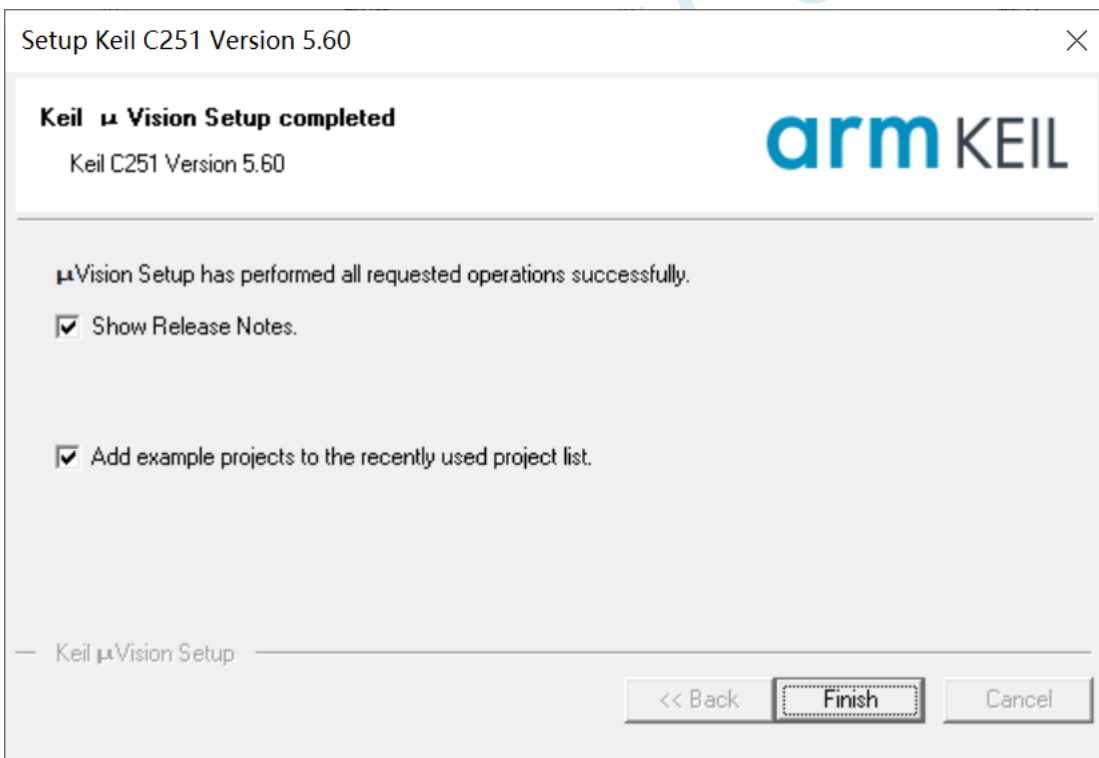 Setup Keil C251 Version 5.60
Keil μ Vision Setup completed
Keil C251 Version 5.60
arm KEIL
μVision Setup has performed all requested operations successfully.
Show Release Notes.
Add example projects to the recently used project list.
Keil μVision Setup
<< Back
Finish
Cancel